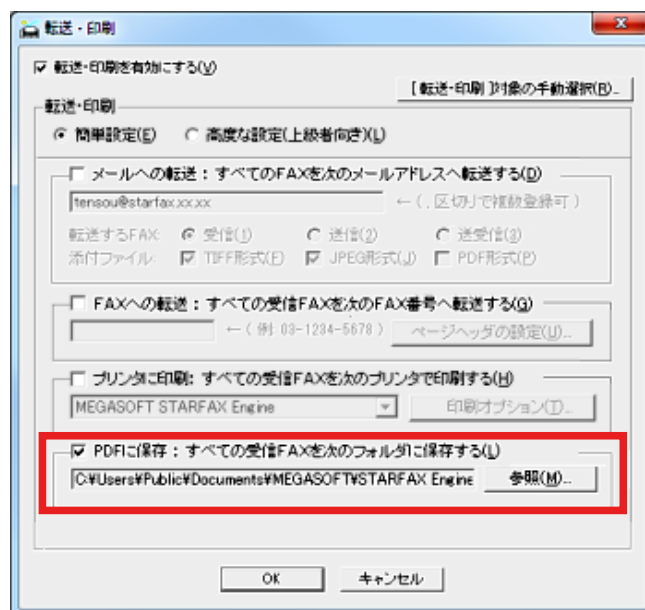 転送・印刷
転送・印刷を有効にする(V)
[転送・印刷]対象の手動選択(R)...
転送・印刷
簡単設定(E) 高度な設定(上級者向き)(L)
メールへの転送：すべてのFAXを次のメールアドレスへ転送する(D)
tensou@starfax.xx.xx ←（ , 区切りで複数登録可 ）
転送するFAX: 受信(1) 送信(2) 送受信(3)
添付ファイル: TIFF形式(F) JPEG形式(J) PDF形式(P)
FAXへの転送：すべての受信FAXを次のFAX番号へ転送する(G)
←（ 例: 03-1234-5678 ） ページヘッダの設定(U)...
プリンタに印刷: すべての受信FAXを次のプリンタで印刷する(H)
MEGASOFT STARFAX Engine 印刷オプション(T)...
PDFに保存：すべての受信FAXを次のフォルダに保存する(L)
C:¥Users¥Public¥Documents¥MEGASOFT¥STARFAX Engine 参照(M)...
OK キャンセル